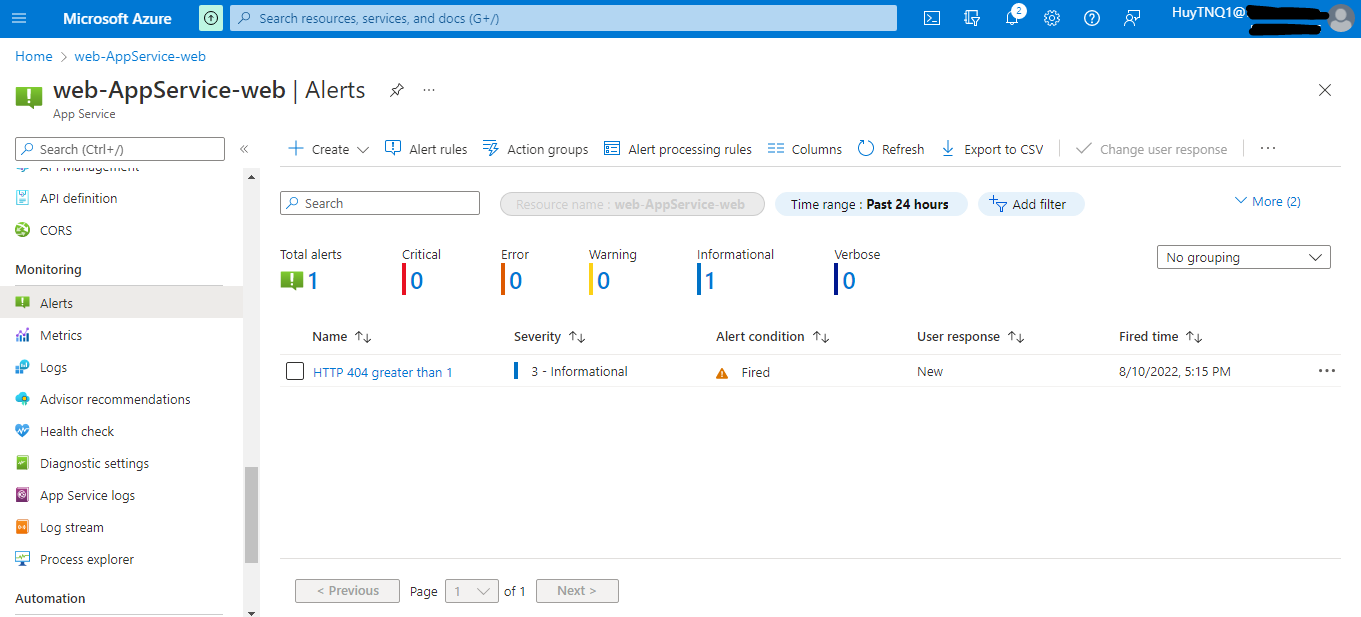 Microsoft Azure
Search resources, services, and docs (G+/)
2
HuyTNQ1@
Home > web-AppService-web
web-AppService-web | Alerts
App Service
Search (Ctrl+/)
API Management
API definition
CORS
Monitoring
Alerts
Metrics
Logs
Advisor recommendations
Health check
Diagnostic settings
App Service logs
Log stream
Process explorer
Automation
Create Alert rules Action groups Alert processing rules Columns Refresh Export to CSV Change user response
Search Resource name : web-AppService-web Time range : Past 24 hours Add filter More (2)
Total alerts Critical Error Warning Informational Verbose
1 0 0 0 1 0
No grouping
Name Severity Alert condition User response Fired time
HTTP 404 greater than 1 3 - Informational Fired New 8/10/2022, 5:15 PM
< Previous Page 1 of 1 Next >